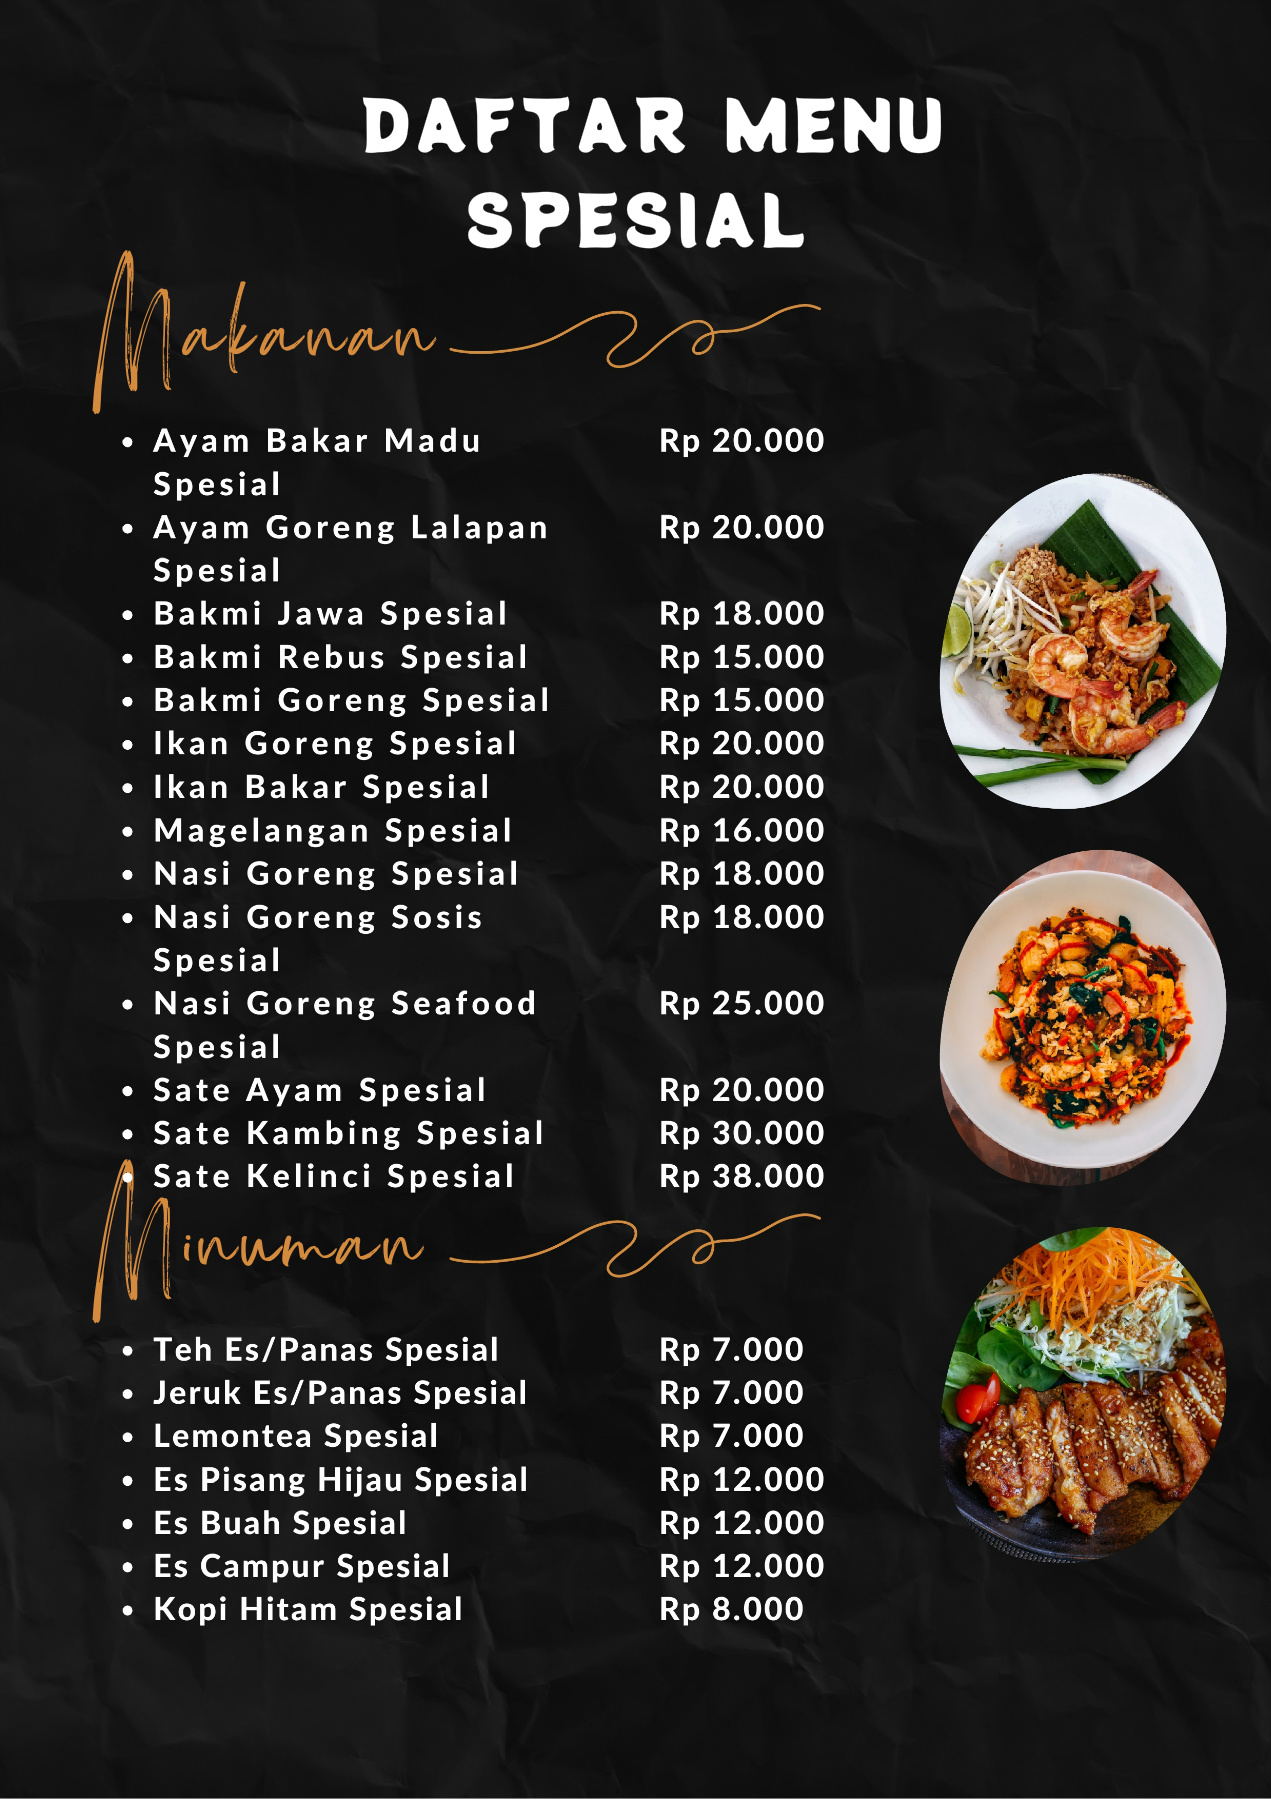 DAFTAR MENU
SPESIAL
Makanan
• Ayam Bakar Madu Rp 20.000
Spesial
• Ayam Goreng Lalapan Rp 20.000
Spesial
• Bakmi Jawa Spesial Rp 18.000
• Bakmi Rebus Spesial Rp 15.000
• Bakmi Goreng Spesial Rp 15.000
• Ikan Goreng Spesial Rp 20.000
• Ikan Bakar Spesial Rp 20.000
• Magelangan Spesial Rp 16.000
• Nasi Goreng Spesial Rp 18.000
• Nasi Goreng Sosis Rp 18.000
Spesial
• Nasi Goreng Seafood Rp 25.000
Spesial
• Sate Ayam Spesial Rp 20.000
• Sate Kambing Spesial Rp 30.000
• Sate Kelinci Spesial Rp 38.000
Minuman
• Teh Es/Panas Spesial Rp 7.000
• Jeruk Es/Panas Spesial Rp 7.000
• Lemontea Spesial Rp 7.000
• Es Pisang Hijau Spesial Rp 12.000
• Es Buah Spesial Rp 12.000
• Es Campur Spesial Rp 12.000
• Kopi Hitam Spesial Rp 8.000